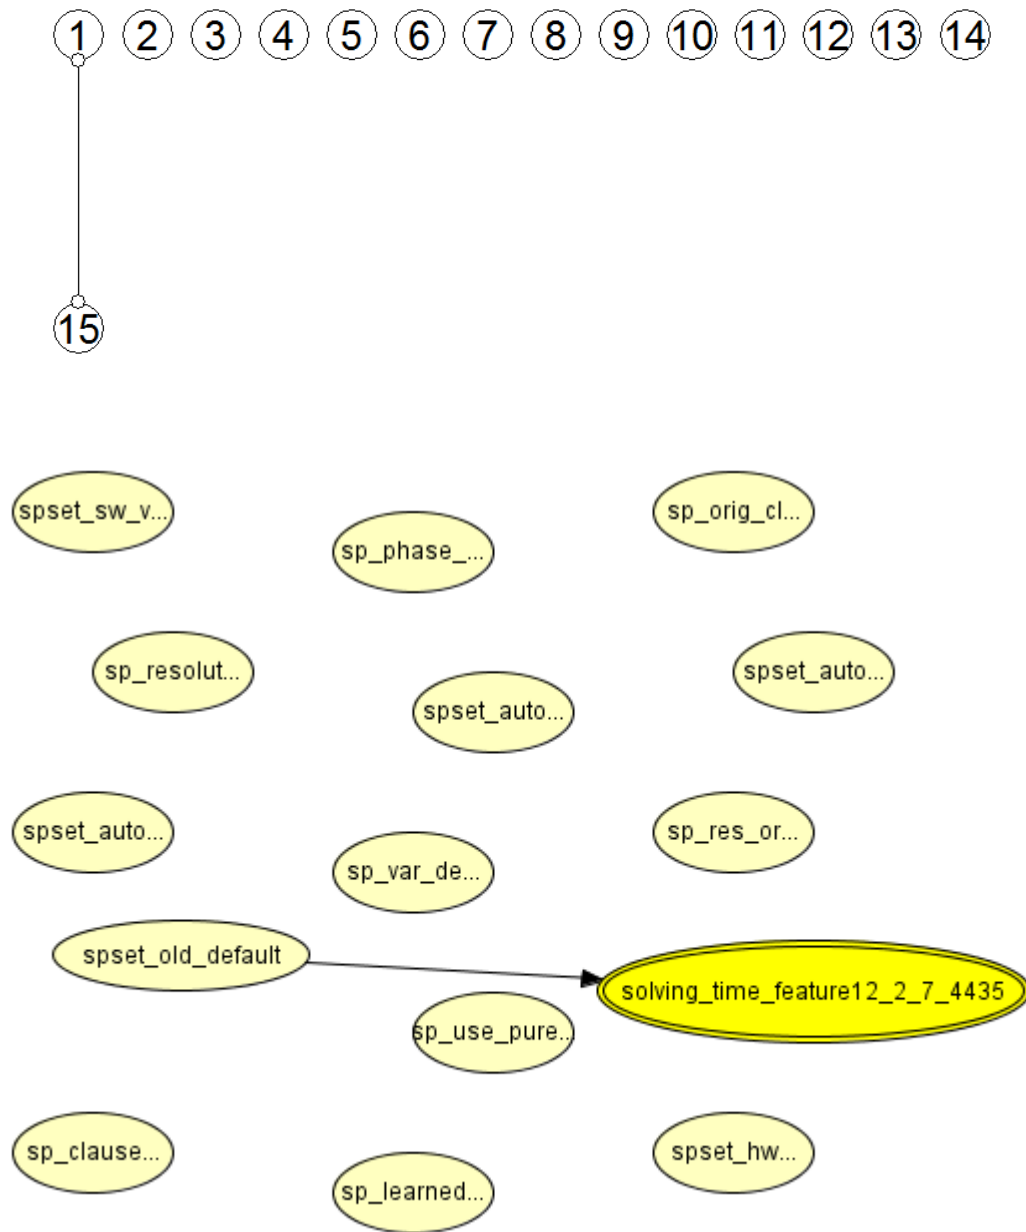 1 2 3 4 5 6 7 8 9 10 11 12 13 14
15
spset_sw_v...
sp_orig_cl...
sp_phase_...
sp_resolut...
spset_auto...
spset_auto...
spset_auto...
sp_res_or...
sp_var_de...
spset_old_default
solving_time_feature12_2_7_4435
sp_use_pure...
sp_clause...
spset_hw...
sp_learned...